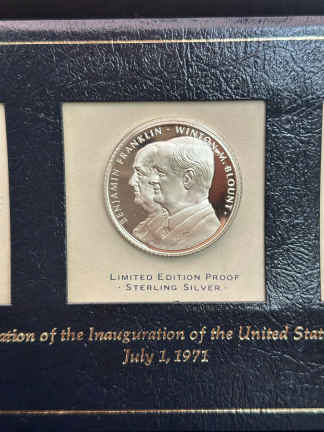 BENJAMIN FRANKLIN · WINTON M. BLOUNT ·
LIMITED EDITION PROOF
· STERLING SILVER ·
ation of the Inauguration of the United Stat
July 1, 1971